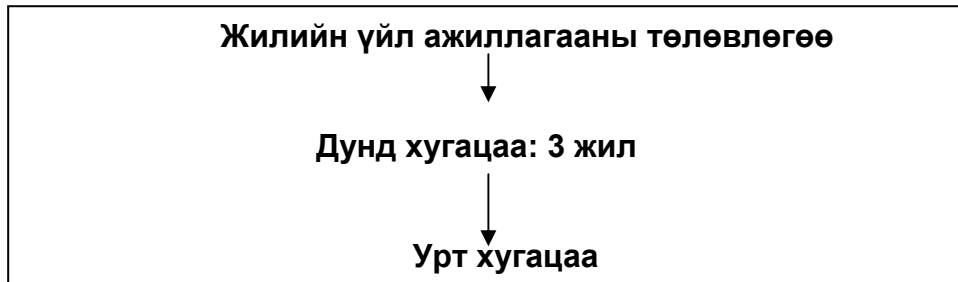 Жилийн үйл ажиллагааны төлөвлөгөө
Дунд хугацаа: 3 жил
Урт хугацаа